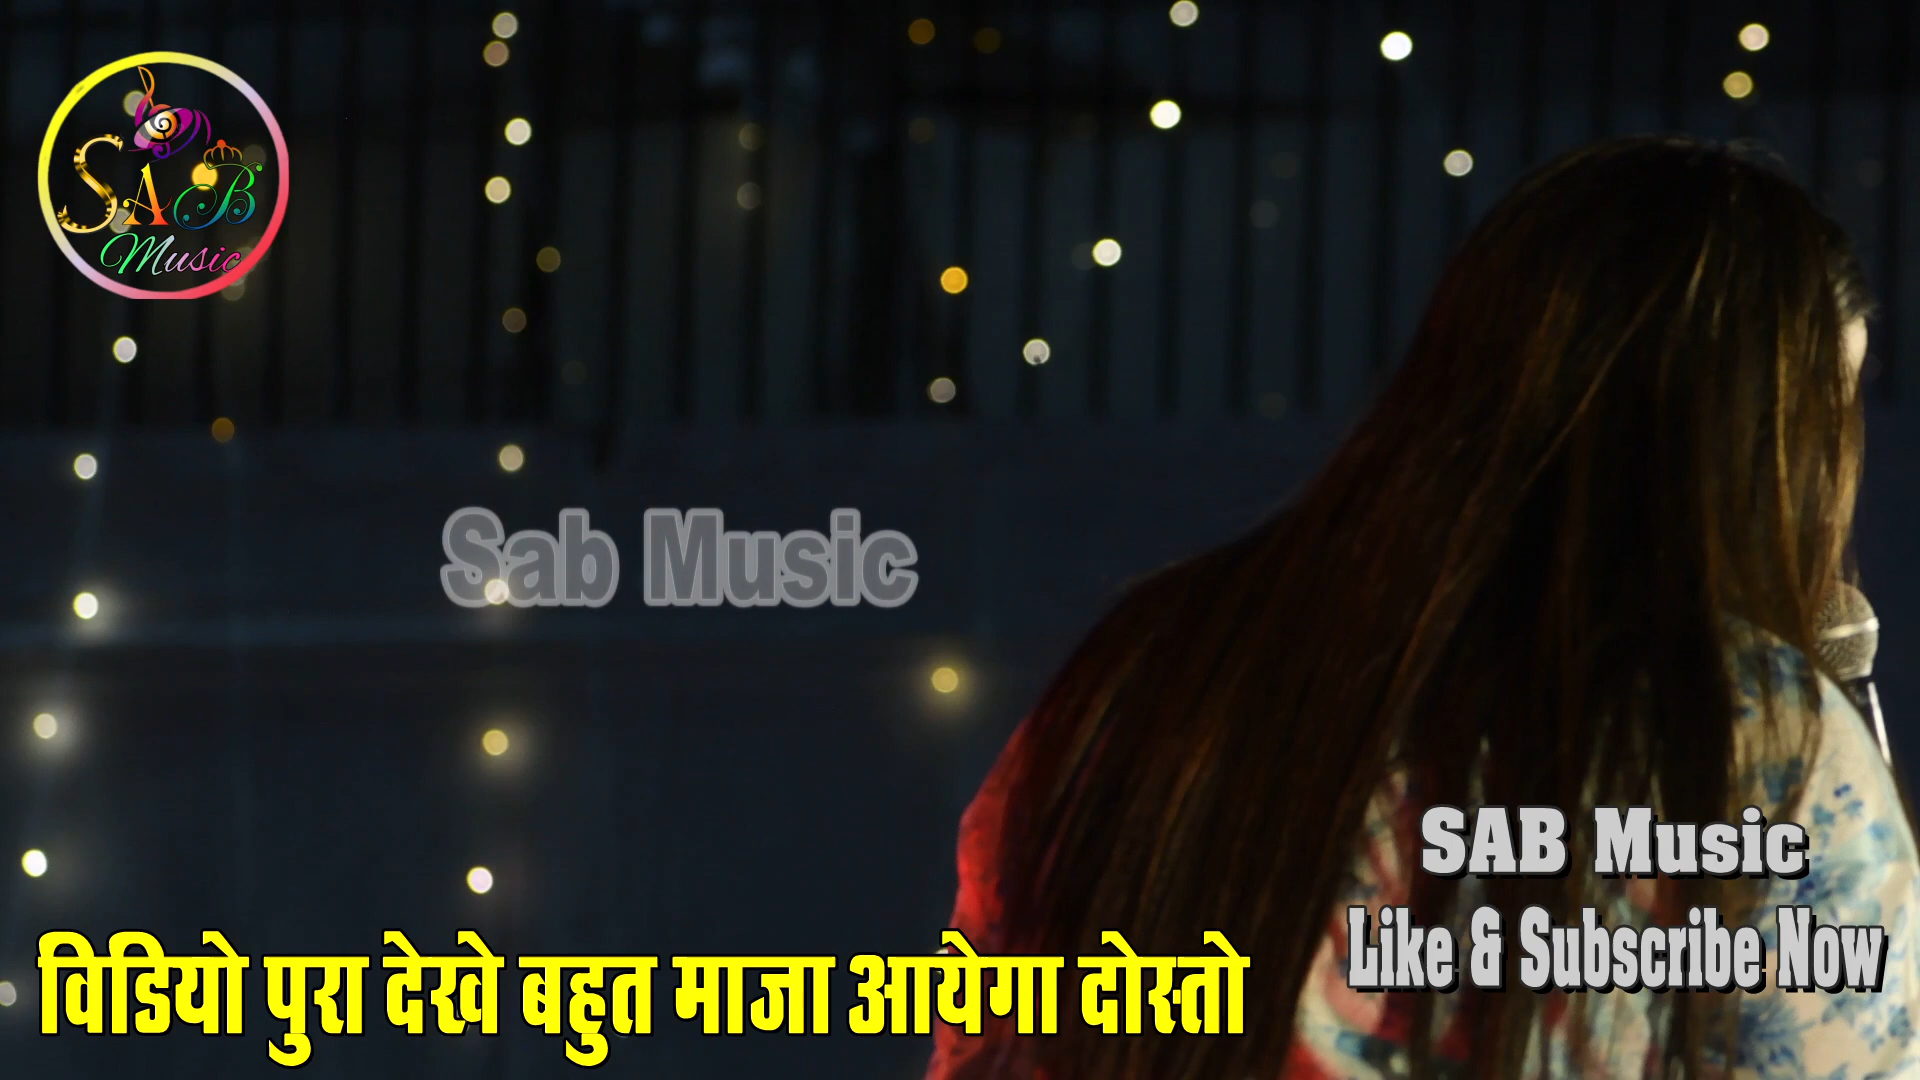 SAB
Music
Sab Music
SAB Music
Like & Subscribe Now
विडियो पुरा देखे बहुत माजा आयेगा दोस्तो